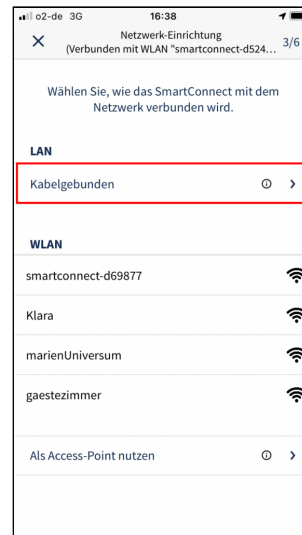 o2-de 3G 16:38
Netzwerk-Einrichtung
(Verbunden mit WLAN "smartconnect-d524... 3/6
Wählen Sie, wie das SmartConnect mit dem
Netzwerk verbunden wird.
LAN
Kabelgebunden
WLAN
smartconnect-d69877
Klara
marienUniversum
gaestezimmer
Als Access-Point nutzen